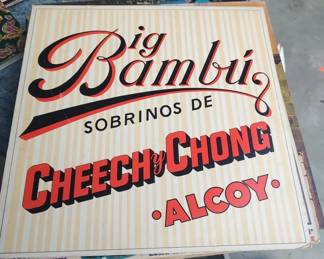 Big
Bambú
SOBRINOS DE
CHEECH y CHONG
·ALCOY·